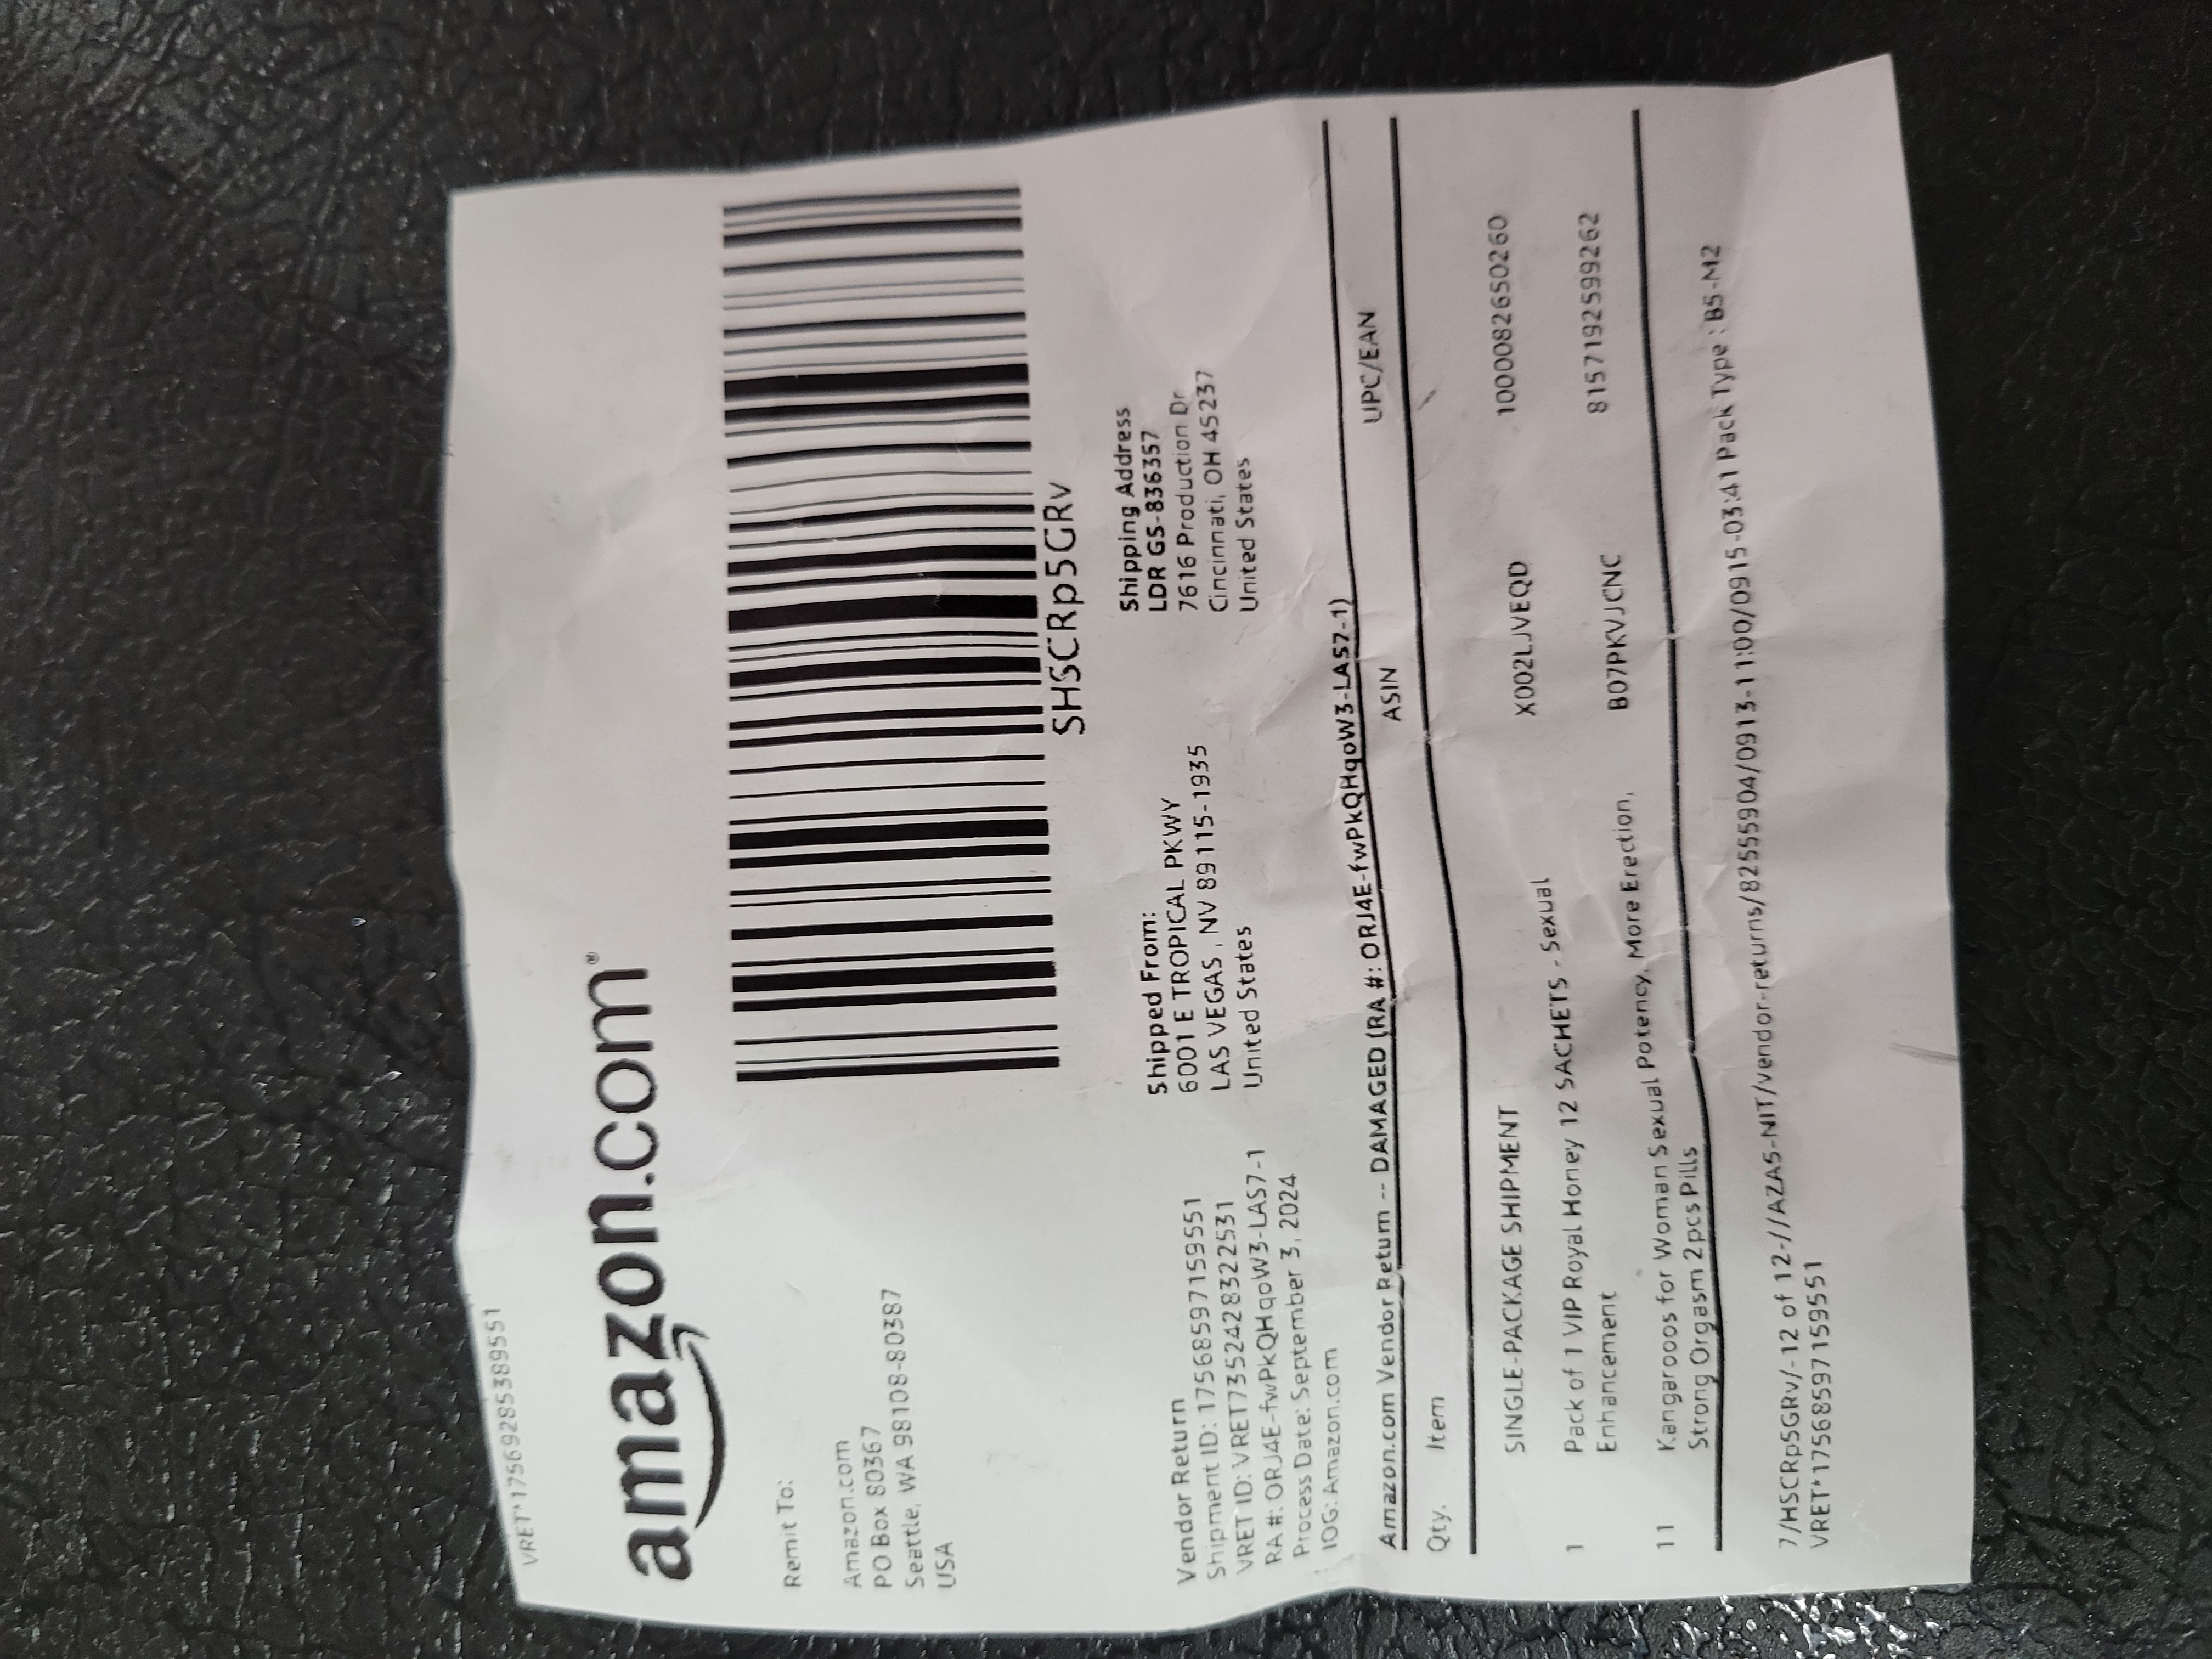 VRET*17569285389551
amazon.com®
Remit To:
Amazon.com
PO Box 80367
Seattle, WA 98108-80387
USA
SHSCRp5GRv
Vendor Return
Shipment ID: 17568597159551
VRET ID: VRET7352428322531
RA #: ORJ4E-fwPkQHqoW3-LAS7-1
Process Date: September 3, 2024
IOG: Amazon.com
Shipped From:
6001 E TROPICAL PKWY
LAS VEGAS , NV 89115-1935
United States
Shipping Address
LDR GS-836357
7616 Production Dr
Cincinnati, OH 45237
United States
Amazon.com Vendor Return -- DAMAGED (RA #: ORJ4E-fwPkQHqoW3-LAS7-1)
Qty. Item ASIN UPC/EAN
SINGLE-PACKAGE SHIPMENT
1 Pack of 1 VIP Royal Honey 12 SACHETS - Sexual X002LJVEQD 1000082650260
Enhancement
11 Kangarooos for Woman Sexual Potency, More Erection, B07PKVJCNC 815719259926​2
Strong Orgasm 2pcs Pills
7/HSCRp5GRv/-12 of 12-//AZA5-NIT/vendor-returns/82555904/0913-11:00/0915-03:41 Pack Type : B5-M2
VRET*17568597159551